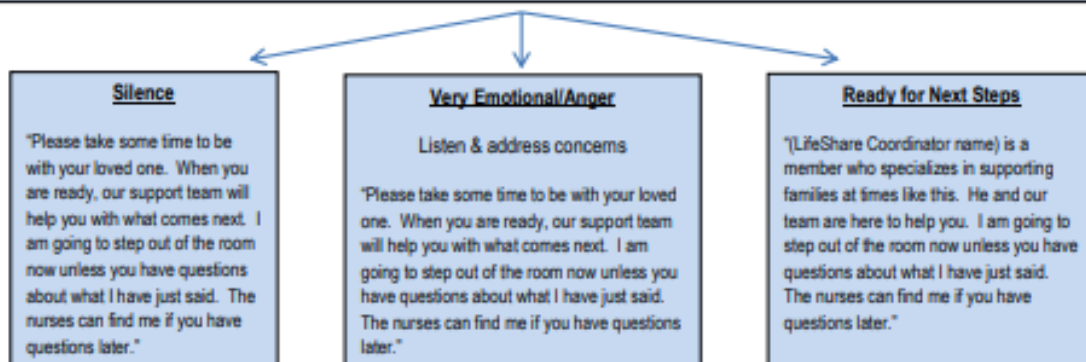 Silence
"Please take some time to be
with your loved one. When you
are ready, our support team will
help you with what comes next. I
am going to step out of the room
now unless you have questions
about what I have just said. The
nurses can find me if you have
questions later."
Very Emotional/Anger
Listen & address concerns
"Please take some time to be with your loved
one. When you are ready, our support team
will help you with what comes next. I am
going to step out of the room now unless you
have questions about what I have just said.
The nurses can find me if you have questions
later."
Ready for Next Steps
"(LifeShare Coordinator name) is a
member who specializes in supporting
families at times like this. He and our
team are here to help you. I am going to
step out of the room now unless you have
questions about what I have just said.
The nurses can find me if you have
questions later."